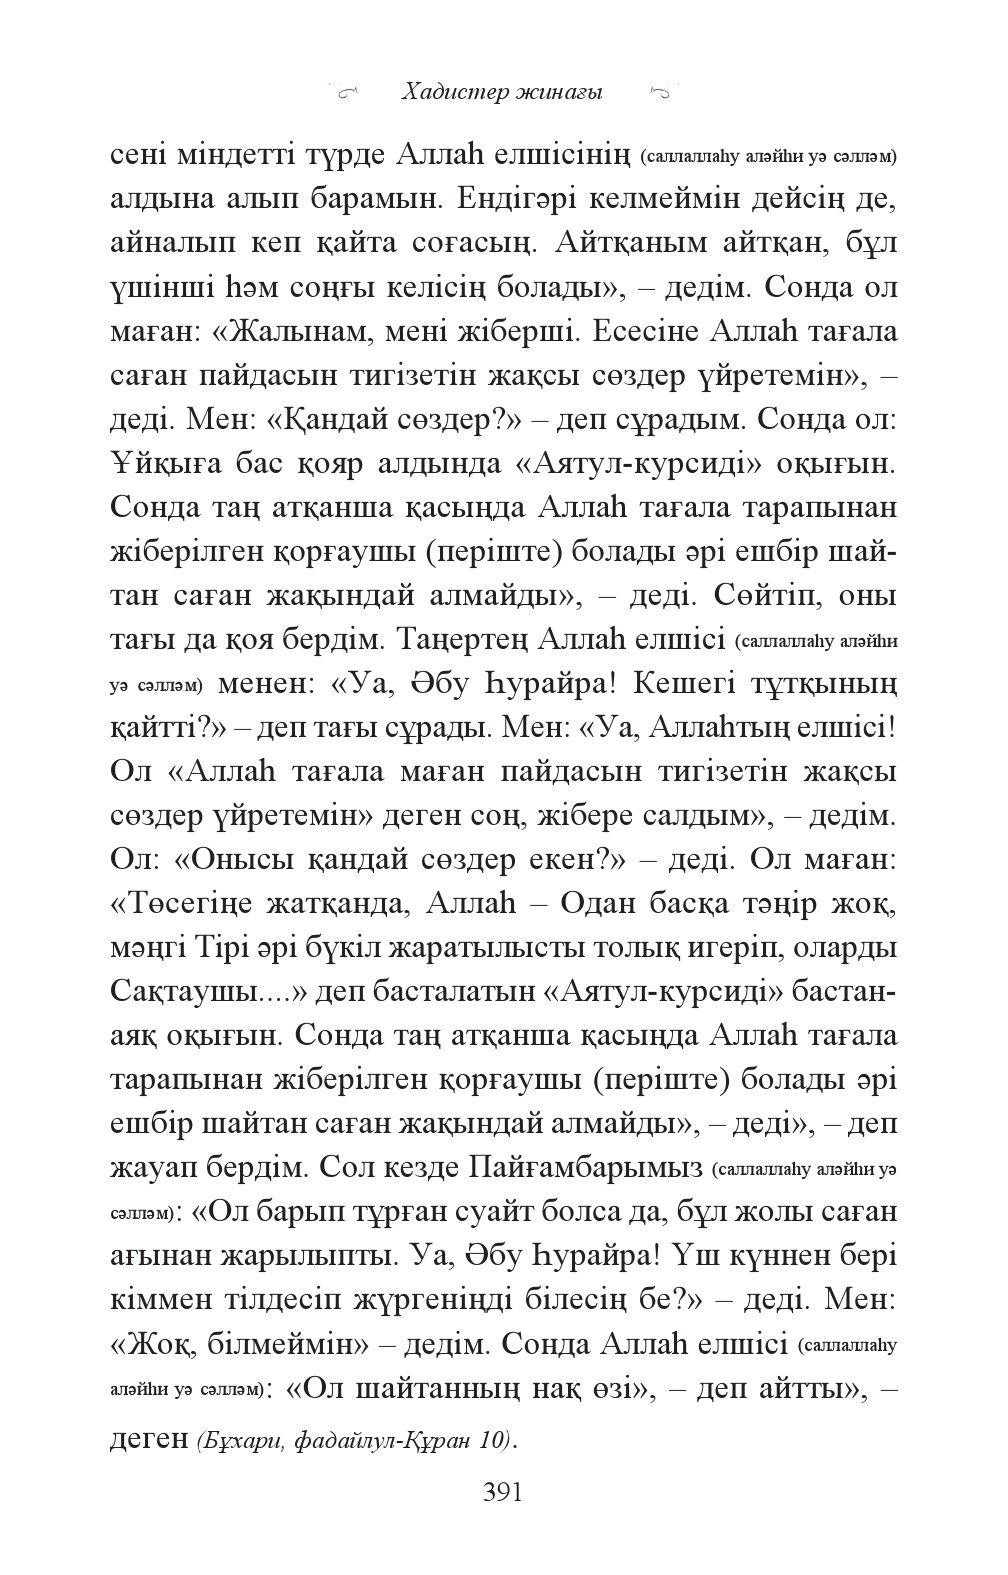 Хадистер жинағы
сені міндетті түрде Аллаһ елшісінің (саллаллаһу аләйһи уә сәлләм)
алдына алып барамын. Ендігәрі келмеймін дейсің де,
айналып кеп қайта соғасың. Айтқаным айтқан, бұл
үшінші һәм соңғы келісің болады», – дедім. Сонда ол
маған: «Жалынам, мені жіберші. Есесіне Аллаһ тағала
саған пайдасын тигізетін жақсы сөздер үйретемін», –
деді. Мен: «Қандай сөздер?» – деп сұрадым. Сонда ол:
Ұйқыға бас қояр алдында «Аятул-курсиді» оқығын.
Сонда таң атқанша қасыңда Аллаһ тағала тарапынан
жіберілген қорғаушы (періште) болады әрі ешбір шай-
тан саған жақындай алмайды», – деді. Сөйтіп, оны
тағы да қоя бердім. Таңертең Аллаһ елшісі (саллаллаһу аләйһи
уә сәлләм) менен: «Уа, Әбу Һурайра! Кешегі тұтқының
қайтті?» – деп тағы сұрады. Мен: «Уа, Аллаһтың елшісі!
Ол «Аллаһ тағала маған пайдасын тигізетін жақсы
сөздер үйретемін» деген соң, жібере салдым», – дедім.
Ол: «Онысы қандай сөздер екен?» – деді. Ол маған:
«Төсегіңе жатқанда, Аллаһ – Одан басқа тәңір жоқ,
мәңгі Тірі әрі бүкіл жаратылысты толық игеріп, оларды
Сақтаушы....» деп басталатын «Аятул-курсиді» бастан-
аяқ оқығын. Сонда таң атқанша қасыңда Аллаһ тағала
тарапынан жіберілген қорғаушы (періште) болады әрі
ешбір шайтан саған жақындай алмайды», – деді», – деп
жауап бердім. Сол кезде Пайғамбарымыз (саллаллаһу аләйһи уә
сәлләм): «Ол барып тұрған суайт болса да, бұл жолы саған
ағынан жарылыпты. Уа, Әбу Һурайра! Үш күннен бері
кіммен тілдесіп жүргеніңді білесің бе?» – деді. Мен:
«Жоқ, білмеймін» – дедім. Сонда Аллаһ елшісі (саллаллаһу
аләйһи уә сәлләм): «Ол шайтанның нақ өзі», – деп айтты», –
деген (Бұхари, фадайлул-Құран 10).
391